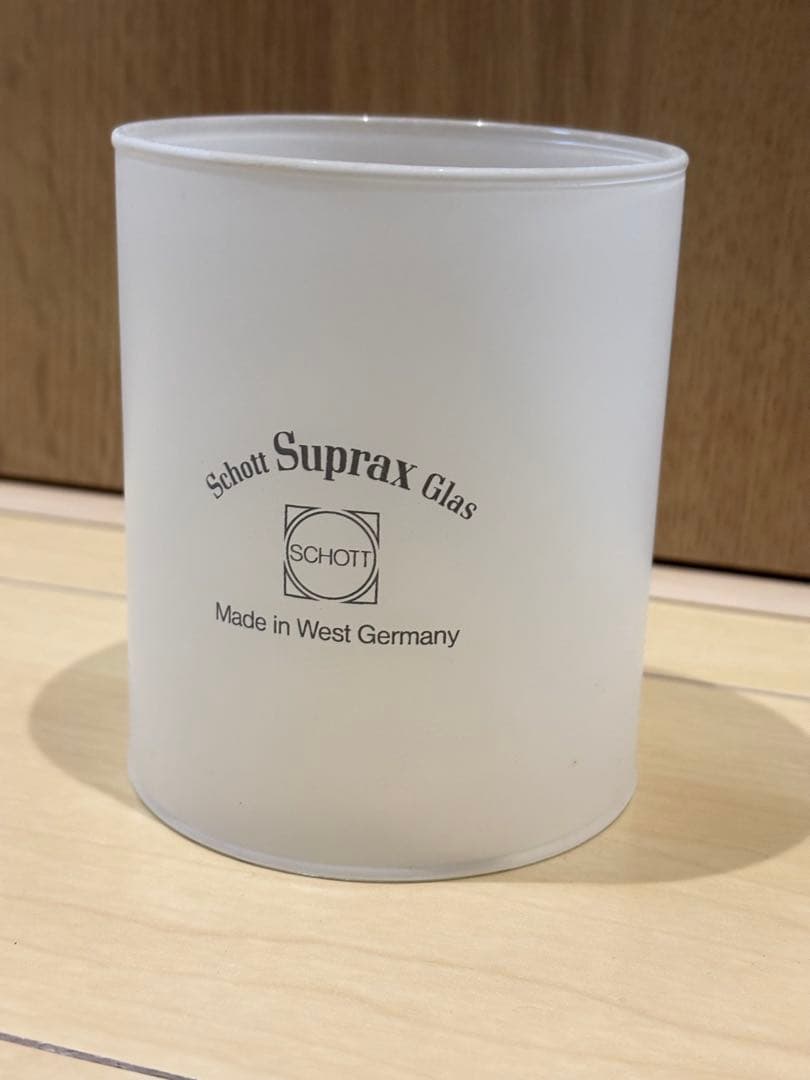 Schott Suprax Glas
SCHOTT
Made in West Germany